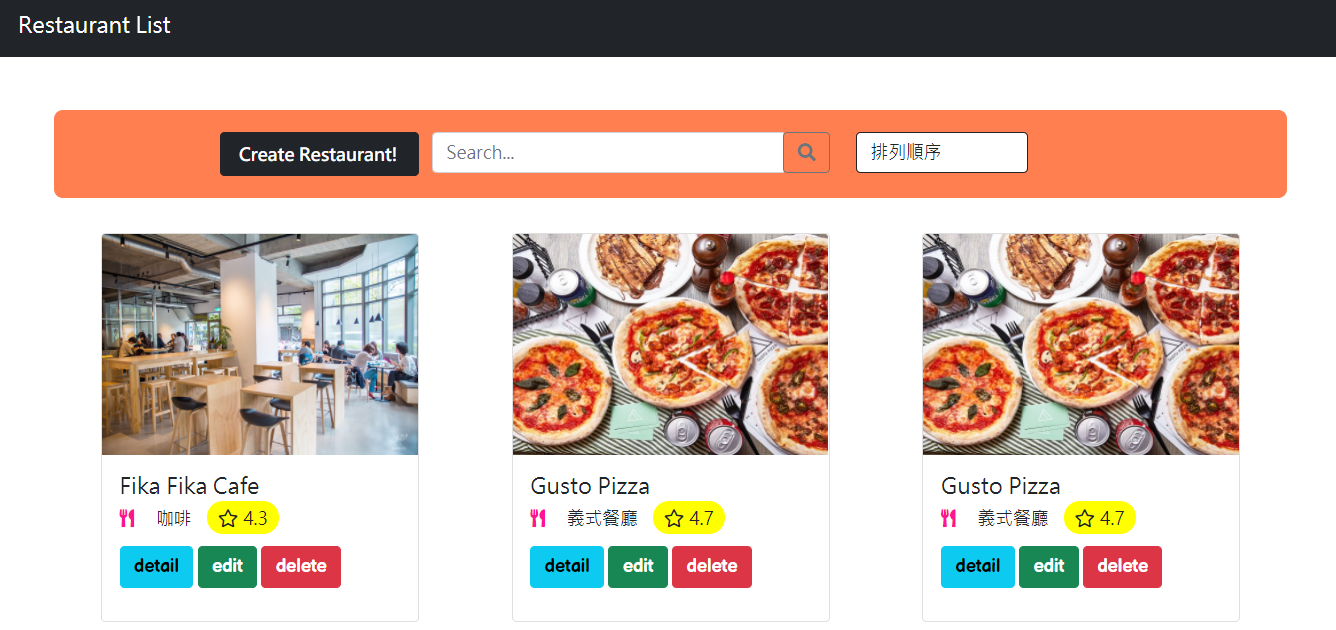 Restaurant List
Create Restaurant!
Search...
排列順序
Fika Fika Cafe
咖啡 4.3
detail edit delete
Gusto Pizza
義式餐廳 4.7
detail edit delete
Gusto Pizza
義式餐廳 4.7
detail edit delete